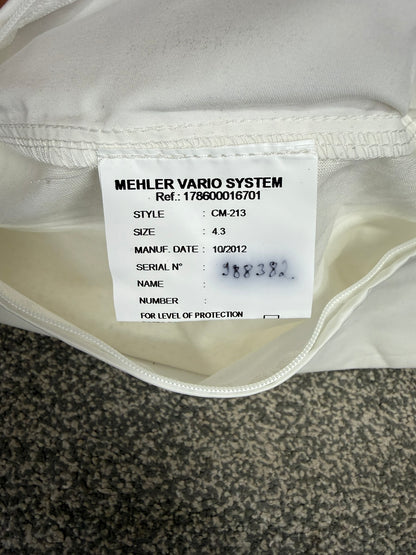 MEHLER VARIO SYSTEM
Ref.: 178600016701
STYLE : CM-213
SIZE : 4.3
MANUF. DATE : 10/2012
SERIAL N° : 988382
NAME :
NUMBER :
FOR LEVEL OF PROTECTION